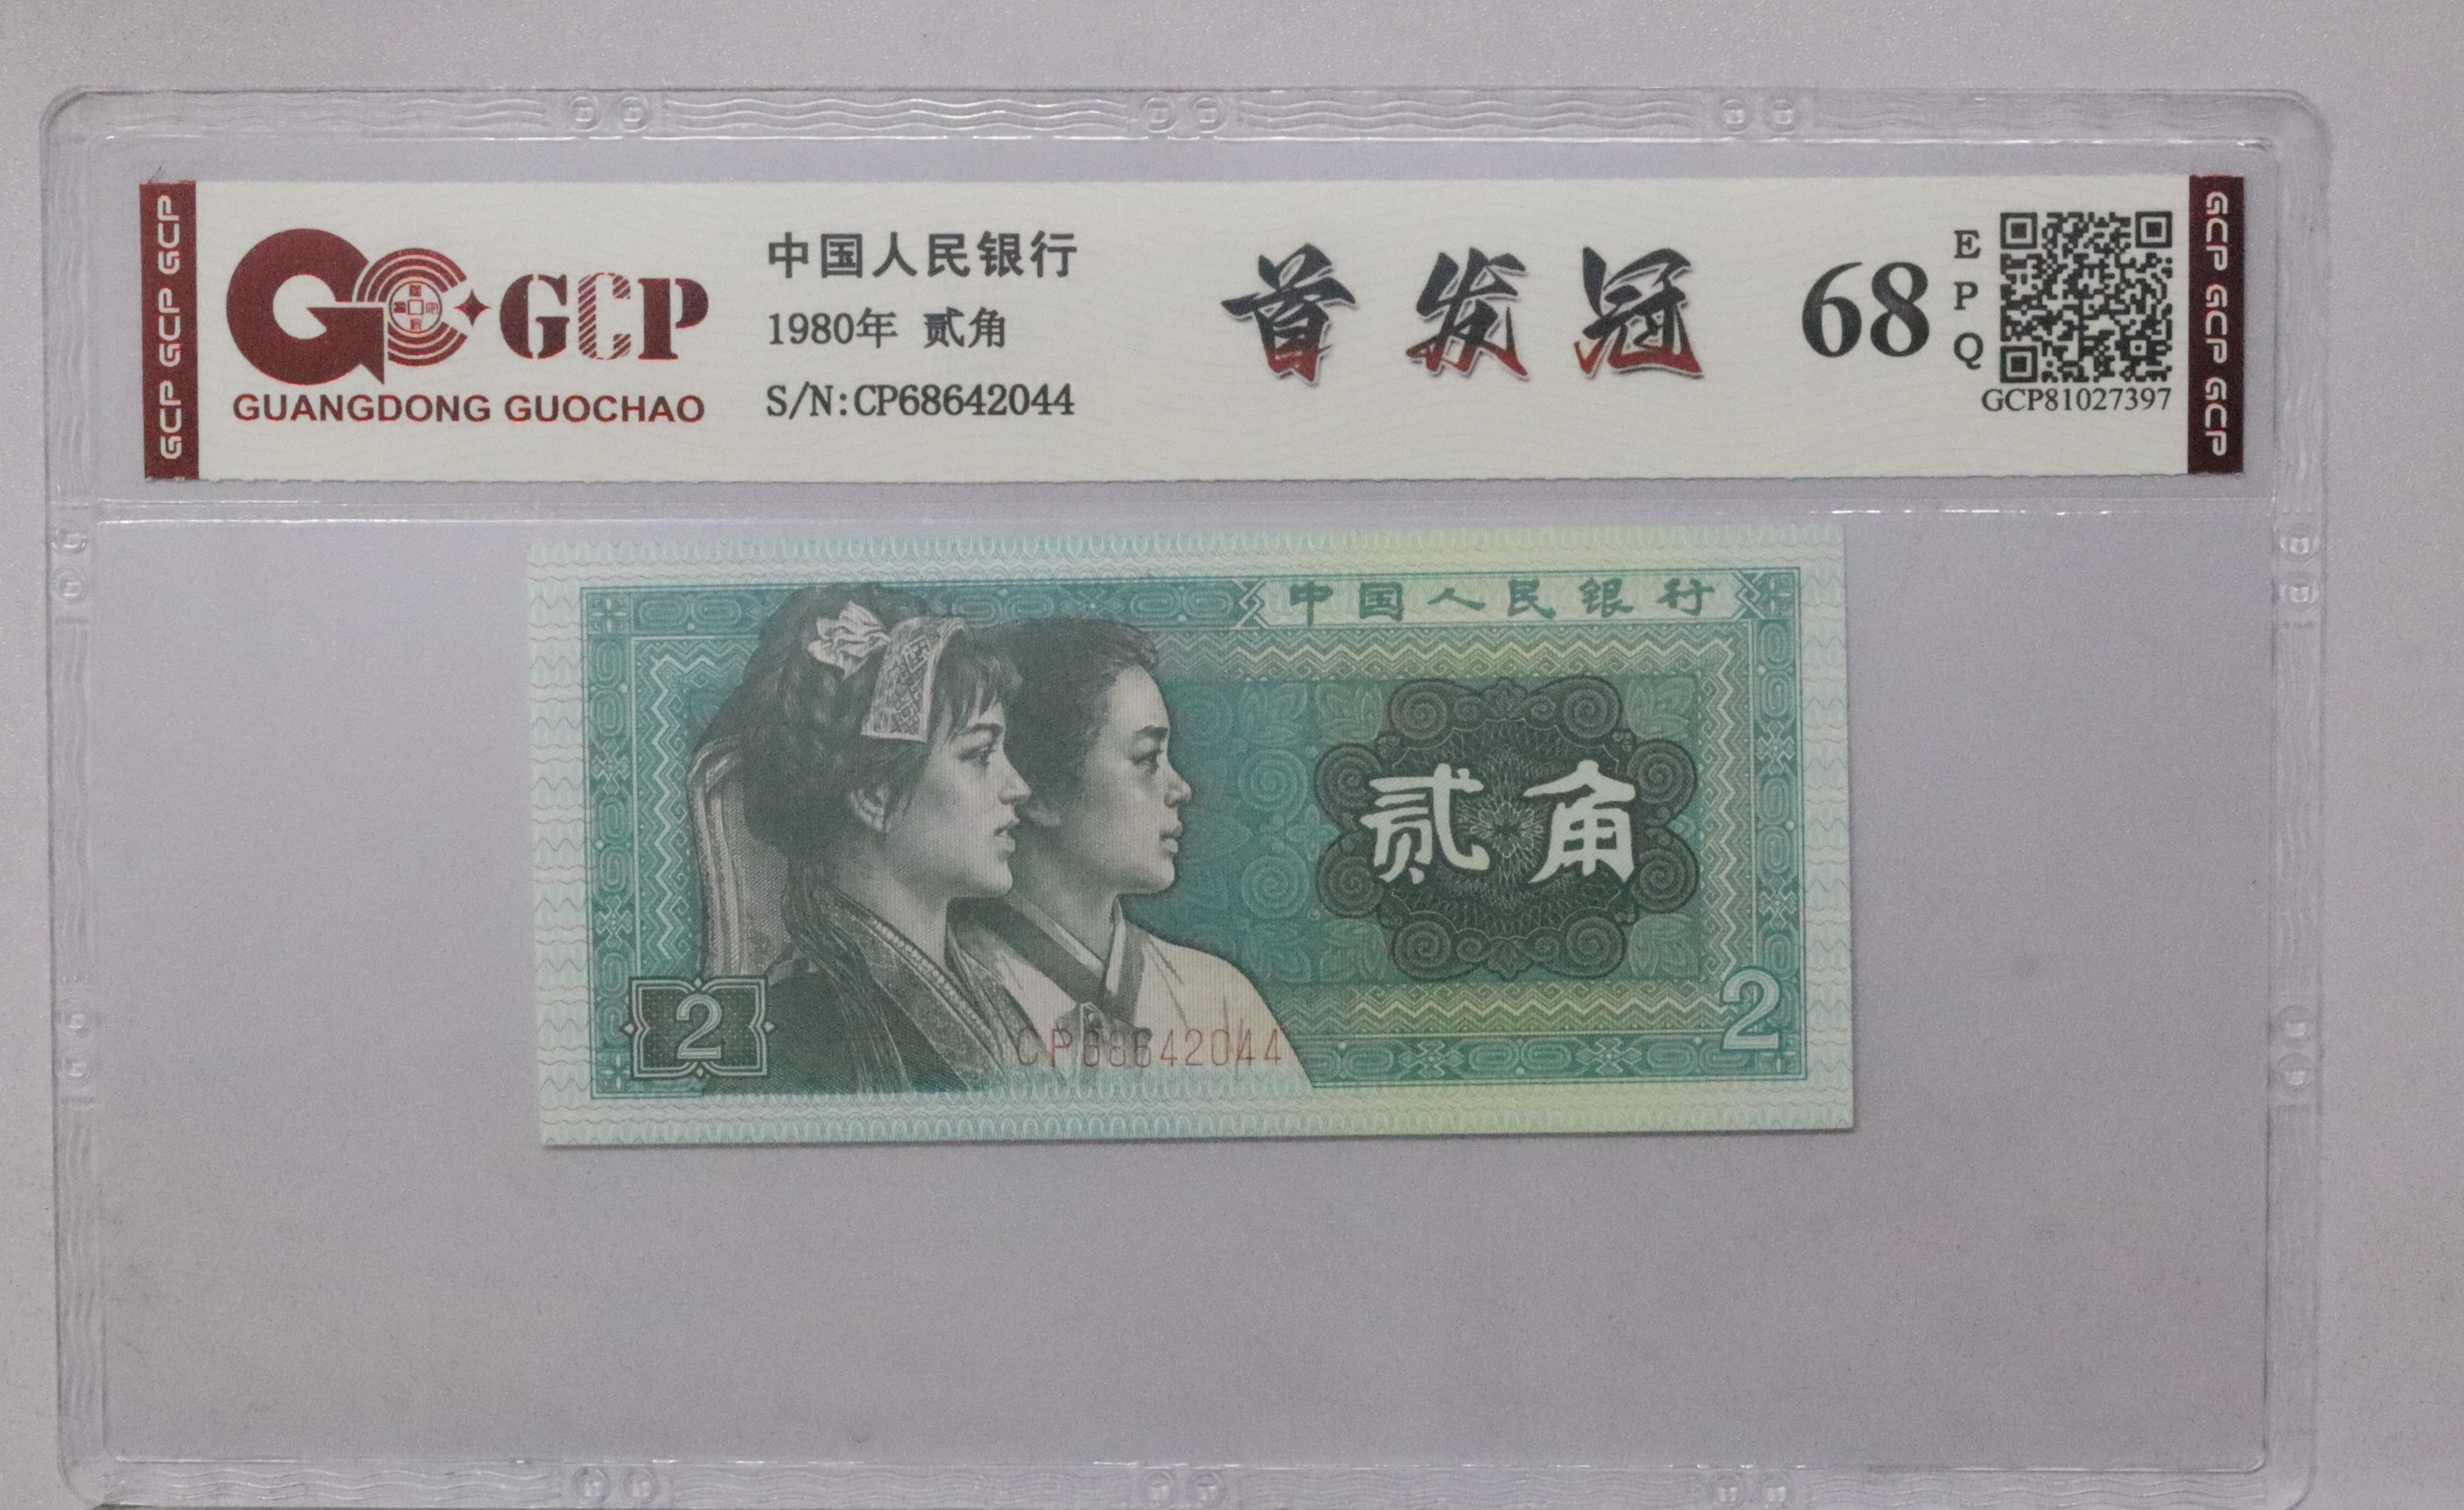 GCP GCP GCP
GCP
GUANGDONG GUOCHAO
中国人民银行
1980年 贰角
S/N:CP68642044
首发冠
68
EPQ
GCP81027397
GCP GCP GCP
中国人民银行
贰角
2
2
CP68642044